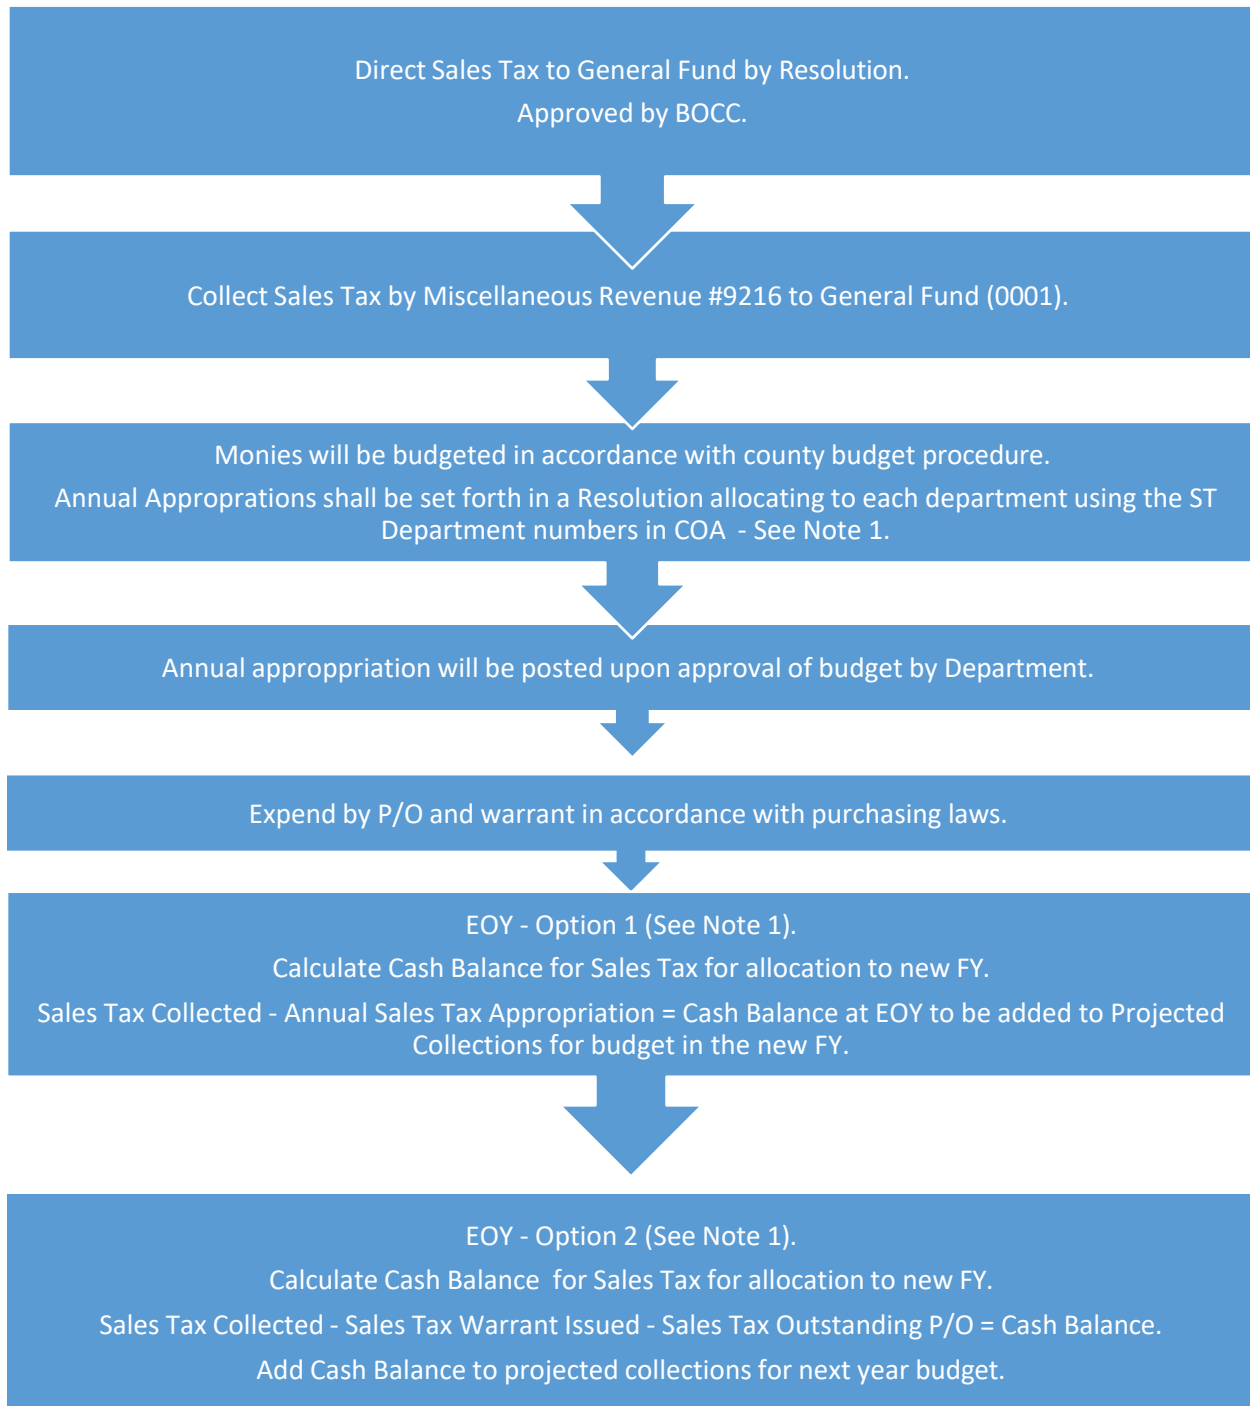 Direct Sales Tax to General Fund by Resolution.
Approved by BOCC.
Collect Sales Tax by Miscellaneous Revenue #9216 to General Fund (0001).
Monies will be budgeted in accordance with county budget procedure.
Annual Approprations shall be set forth in a Resolution allocating to each department using the ST
Department numbers in COA  - See Note 1.
Annual approppriation will be posted upon approval of budget by Department.
Expend by P/O and warrant in accordance with purchasing laws.
EOY - Option 1 (See Note 1).
Calculate Cash Balance for Sales Tax for allocation to new FY.
Sales Tax Collected - Annual Sales Tax Appropriation = Cash Balance at EOY to be added to Projected
Collections for budget in the new FY.
EOY - Option 2 (See Note 1).
Calculate Cash Balance  for Sales Tax for allocation to new FY.
Sales Tax Collected - Sales Tax Warrant Issued - Sales Tax Outstanding P/O = Cash Balance.
Add Cash Balance to projected collections for next year budget.